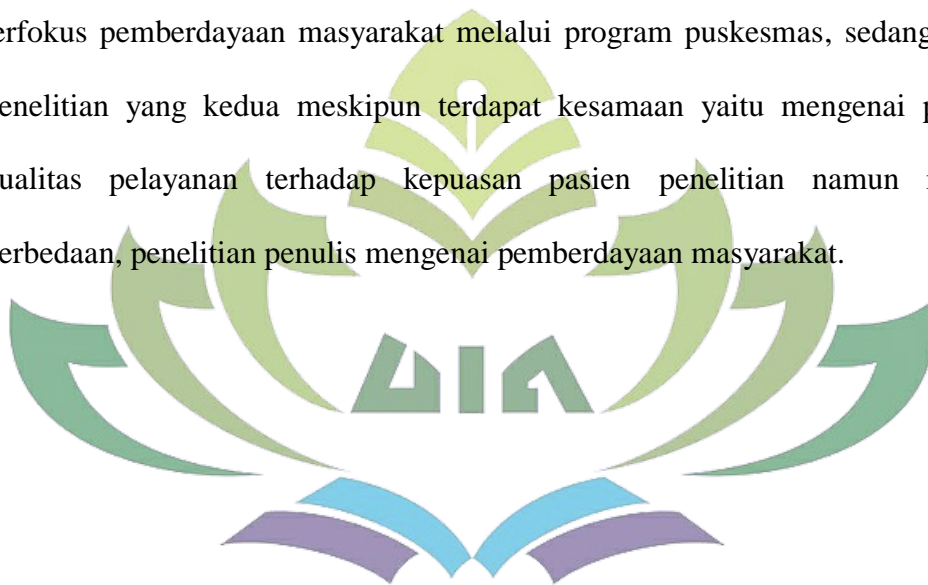 erfokus pemberdayaan masyarakat melalui program puskesmas, sedang
enelitian yang kedua meskipun terdapat kesamaan yaitu mengenai p
ualitas pelayanan terhadap kepuasan pasien penelitian namun
erbedaan, penelitian penulis mengenai pemberdayaan masyarakat.